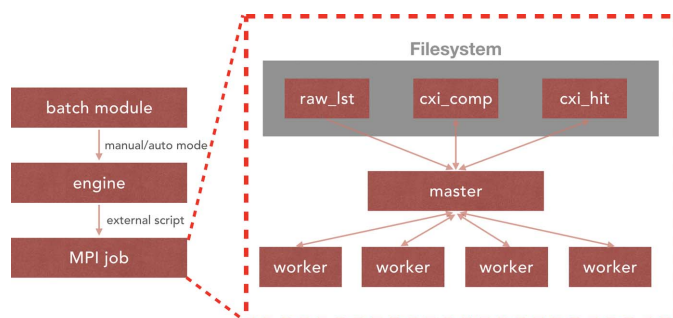 Filesystem
raw_lst
cxi_comp
cxi_hit
batch module
manual/auto mode
engine
external script
MPI job
master
worker
worker
worker
worker